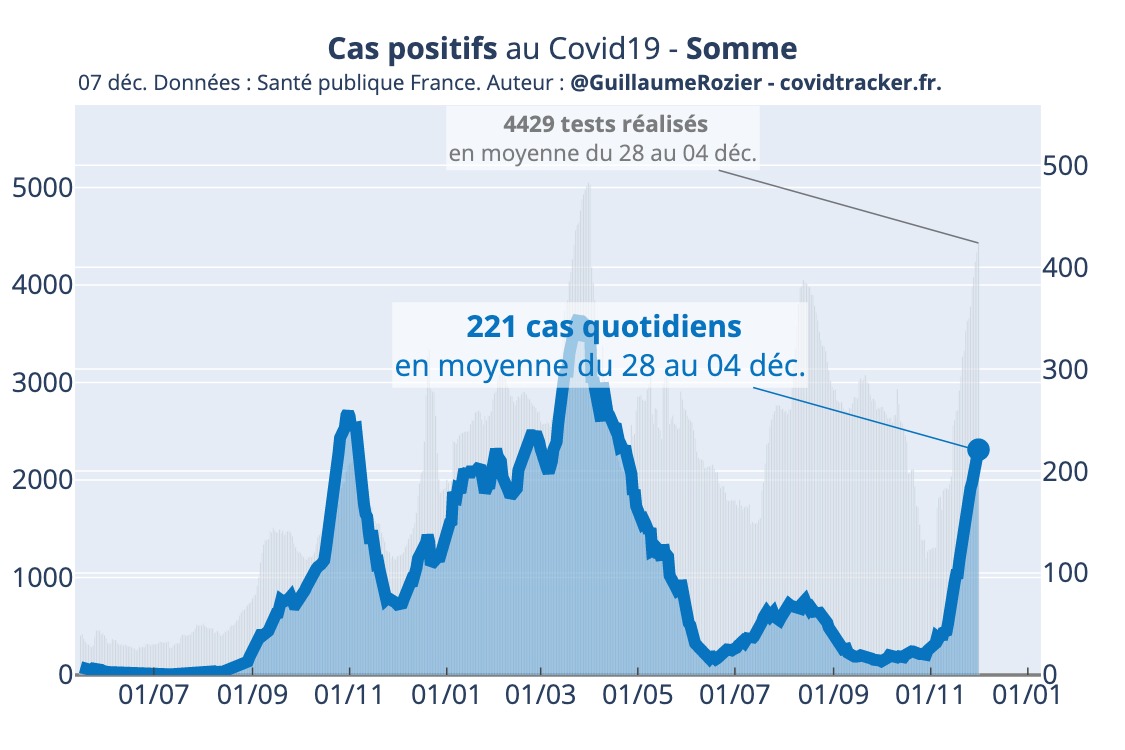 Cas positifs au Covid19 - Somme
07 déc. Données : Santé publique France. Auteur : @GuillaumeRozier - covidtracker.fr.
4429 tests réalisés
en moyenne du 28 au 04 déc.
221 cas quotidiens
en moyenne du 28 au 04 déc.
5000
4000
3000
2000
1000
0
500
400
300
200
100
0
01/07 01/09 01/11 01/01 01/03 01/05 01/07 01/09 01/11 01/01